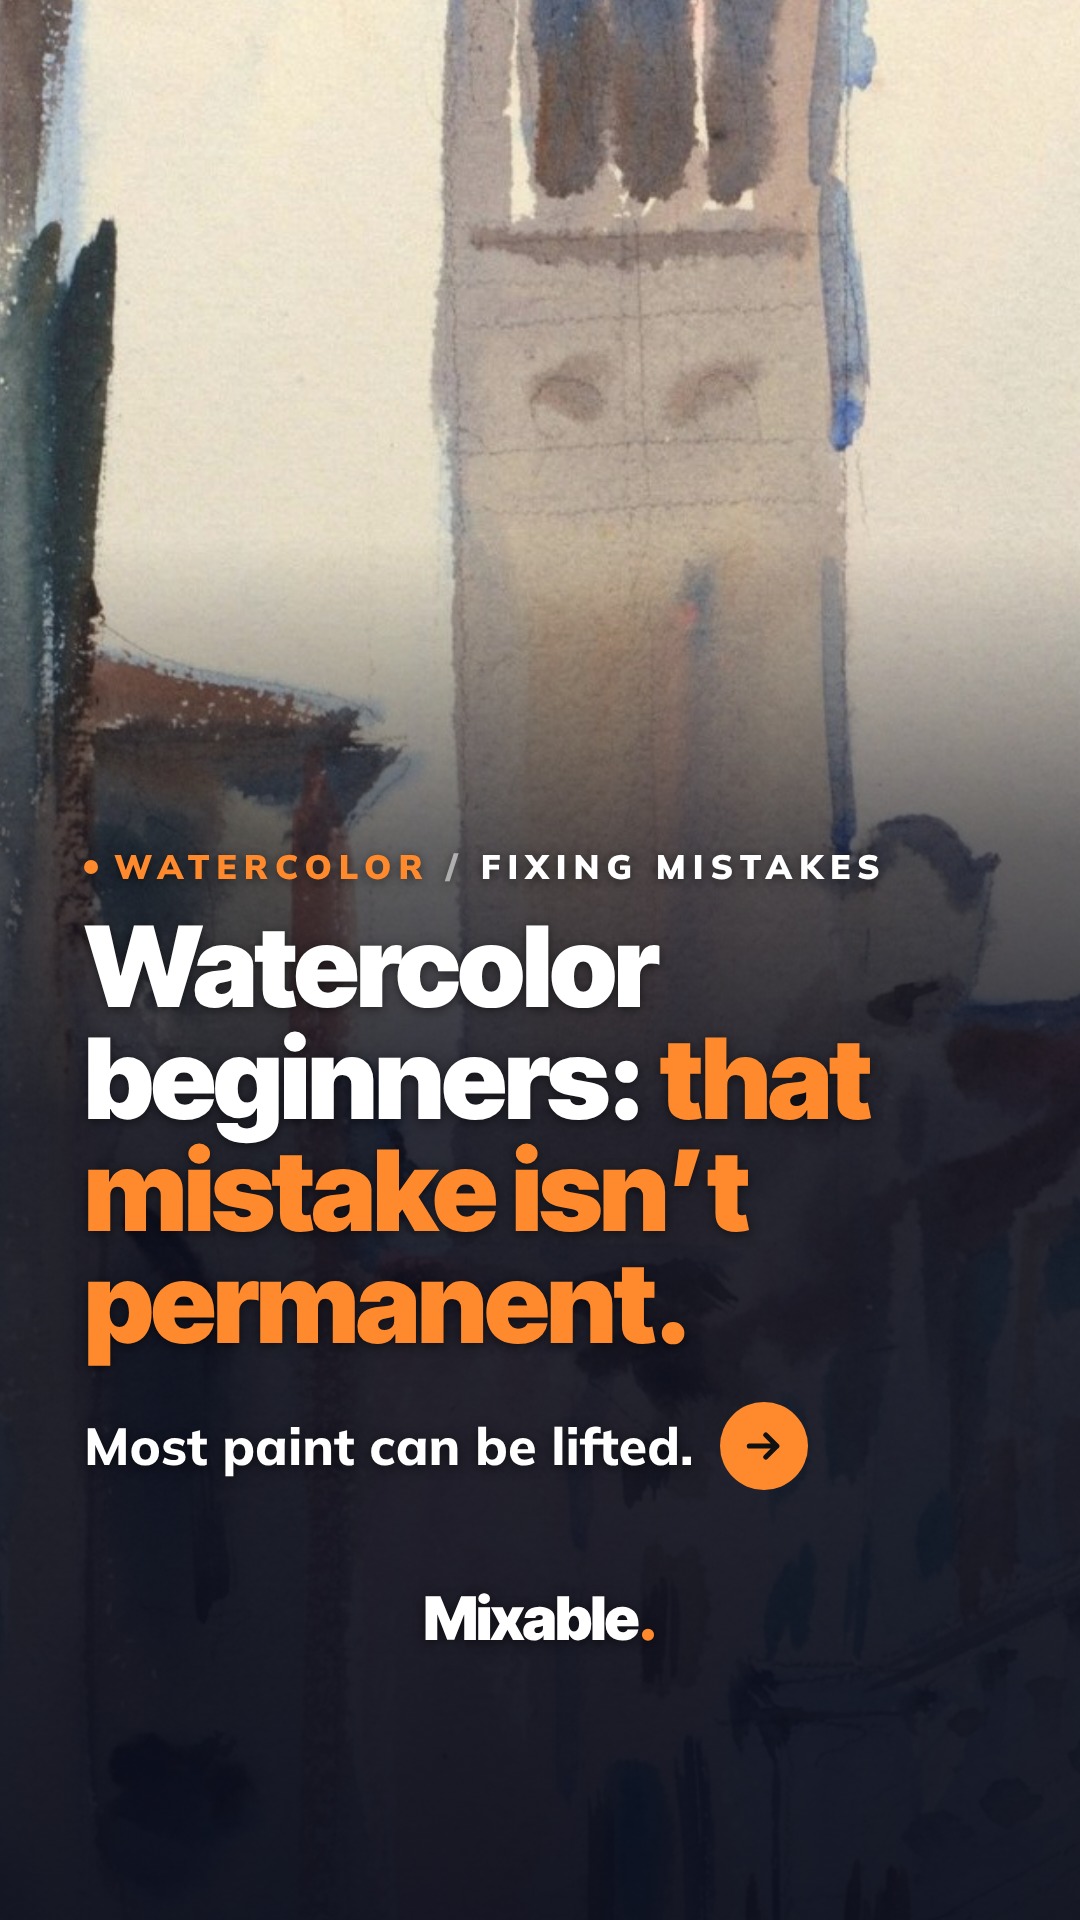 • WATERCOLOR / FIXING MISTAKES
Watercolor
beginners: that
mistake isn’t
permanent.
Most paint can be lifted. →
Mixable.